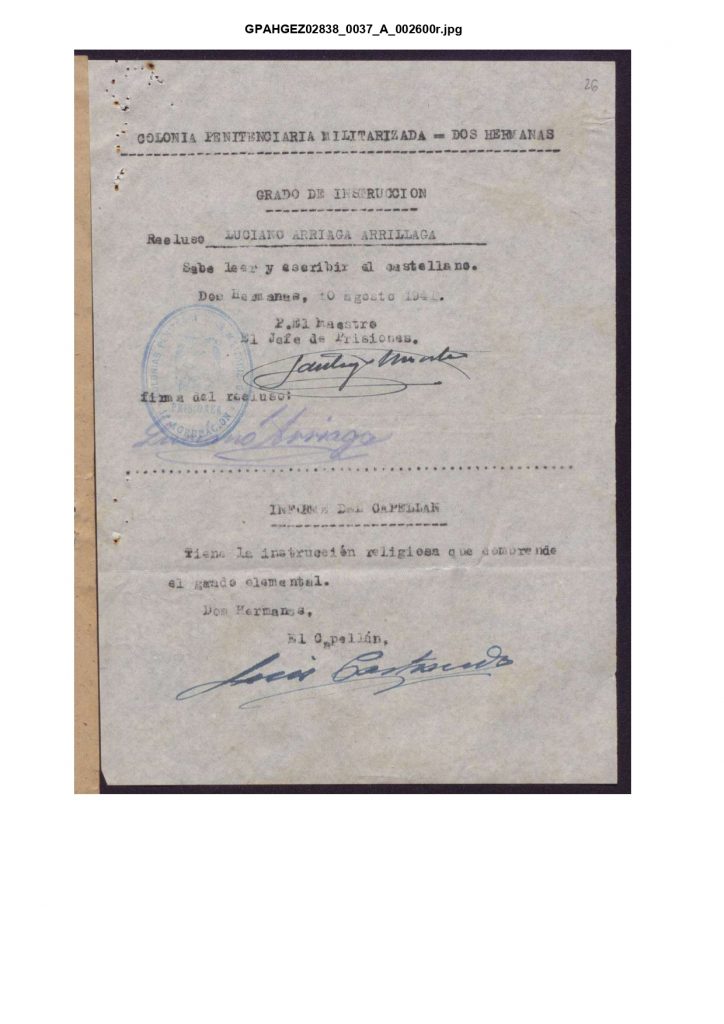 GPAHGEZ02838_0037_A_002600r.jpg
26
COLONIA PENITENCIARIA MILITARIZADA = DOS HERMANAS
GRADO DE INSTRUCCION
Recluso LUCIANO ARRIAGA ARRILLAGA
Sabe leer y escribir el castellano.
Dos Hermanas, 10 agosto 1941.
P.El Maestro
El Jefe de Prisiones.
firma del recluso:
PRISIONES
Luciano Arriaga
INFORME DEL CAPELLAN
Tiene la instrucción religiosa que comprende
el gando elemental.
Dos Hermanas,
El Capellán,